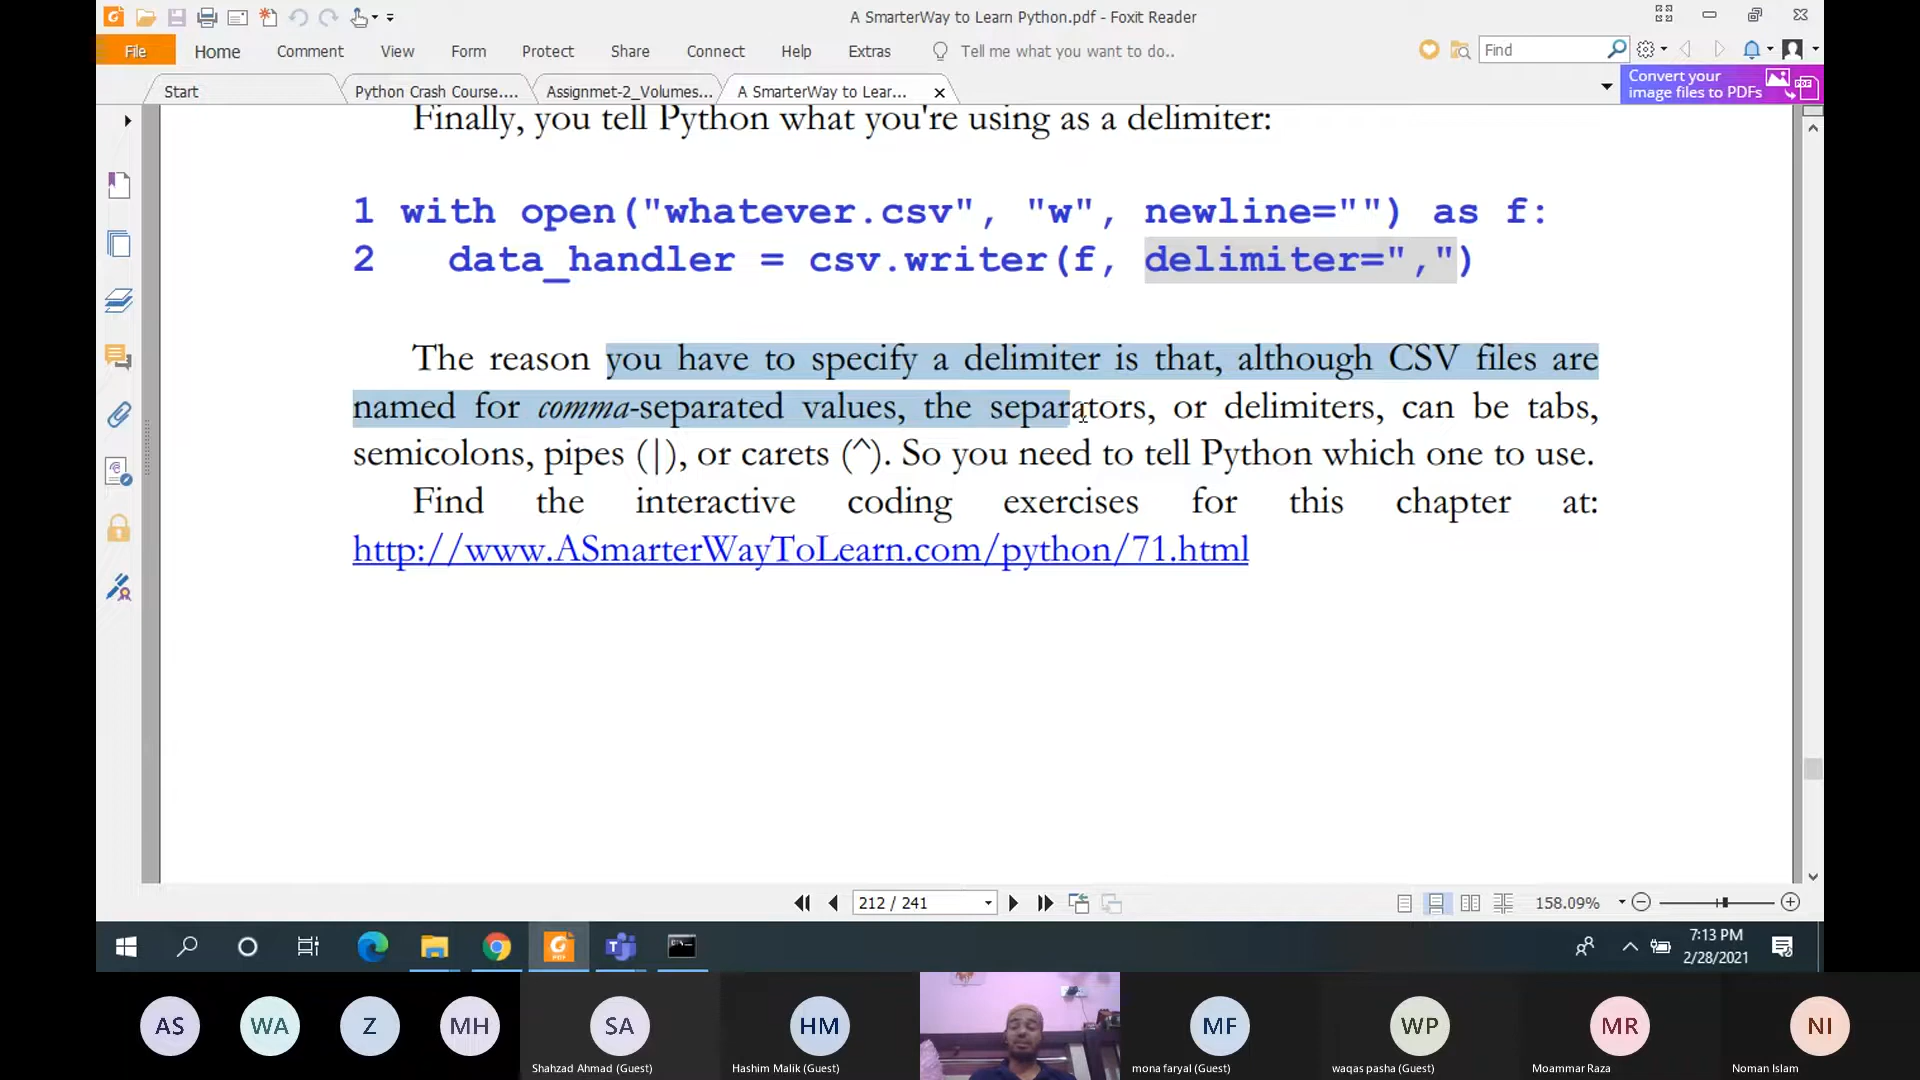 A SmarterWay to Learn Python.pdf - Foxit Reader
File Home Comment View Form Protect Share Connect Help Extras Tell me what you want to do.. Find
Start Python Crash Course.... Assignmet-2_Volumes... A SmarterWay to Lear...
Convert your
image files to PDFs
Finally, you tell Python what you're using as a delimiter:
1 with open("whatever.csv", "w", newline="") as f:
2 data_handler = csv.writer(f, delimiter=",")
The reason you have to specify a delimiter is that, although CSV files are
named for comma-separated values, the separators, or delimiters, can be tabs,
semicolons, pipes (|), or carets (^). So you need to tell Python which one to use.
Find the interactive coding exercises for this chapter at:
http://www.ASmarterWayToLearn.com/python/71.html
212 / 241
158.09%
7:13 PM
2/28/2021
AS WA Z MH SA HM MF WP MR NI
Shahzad Ahmad (Guest) Hashim Malik (Guest) mona faryal (Guest) waqas pasha (Guest) Moammar Raza Noman Islam